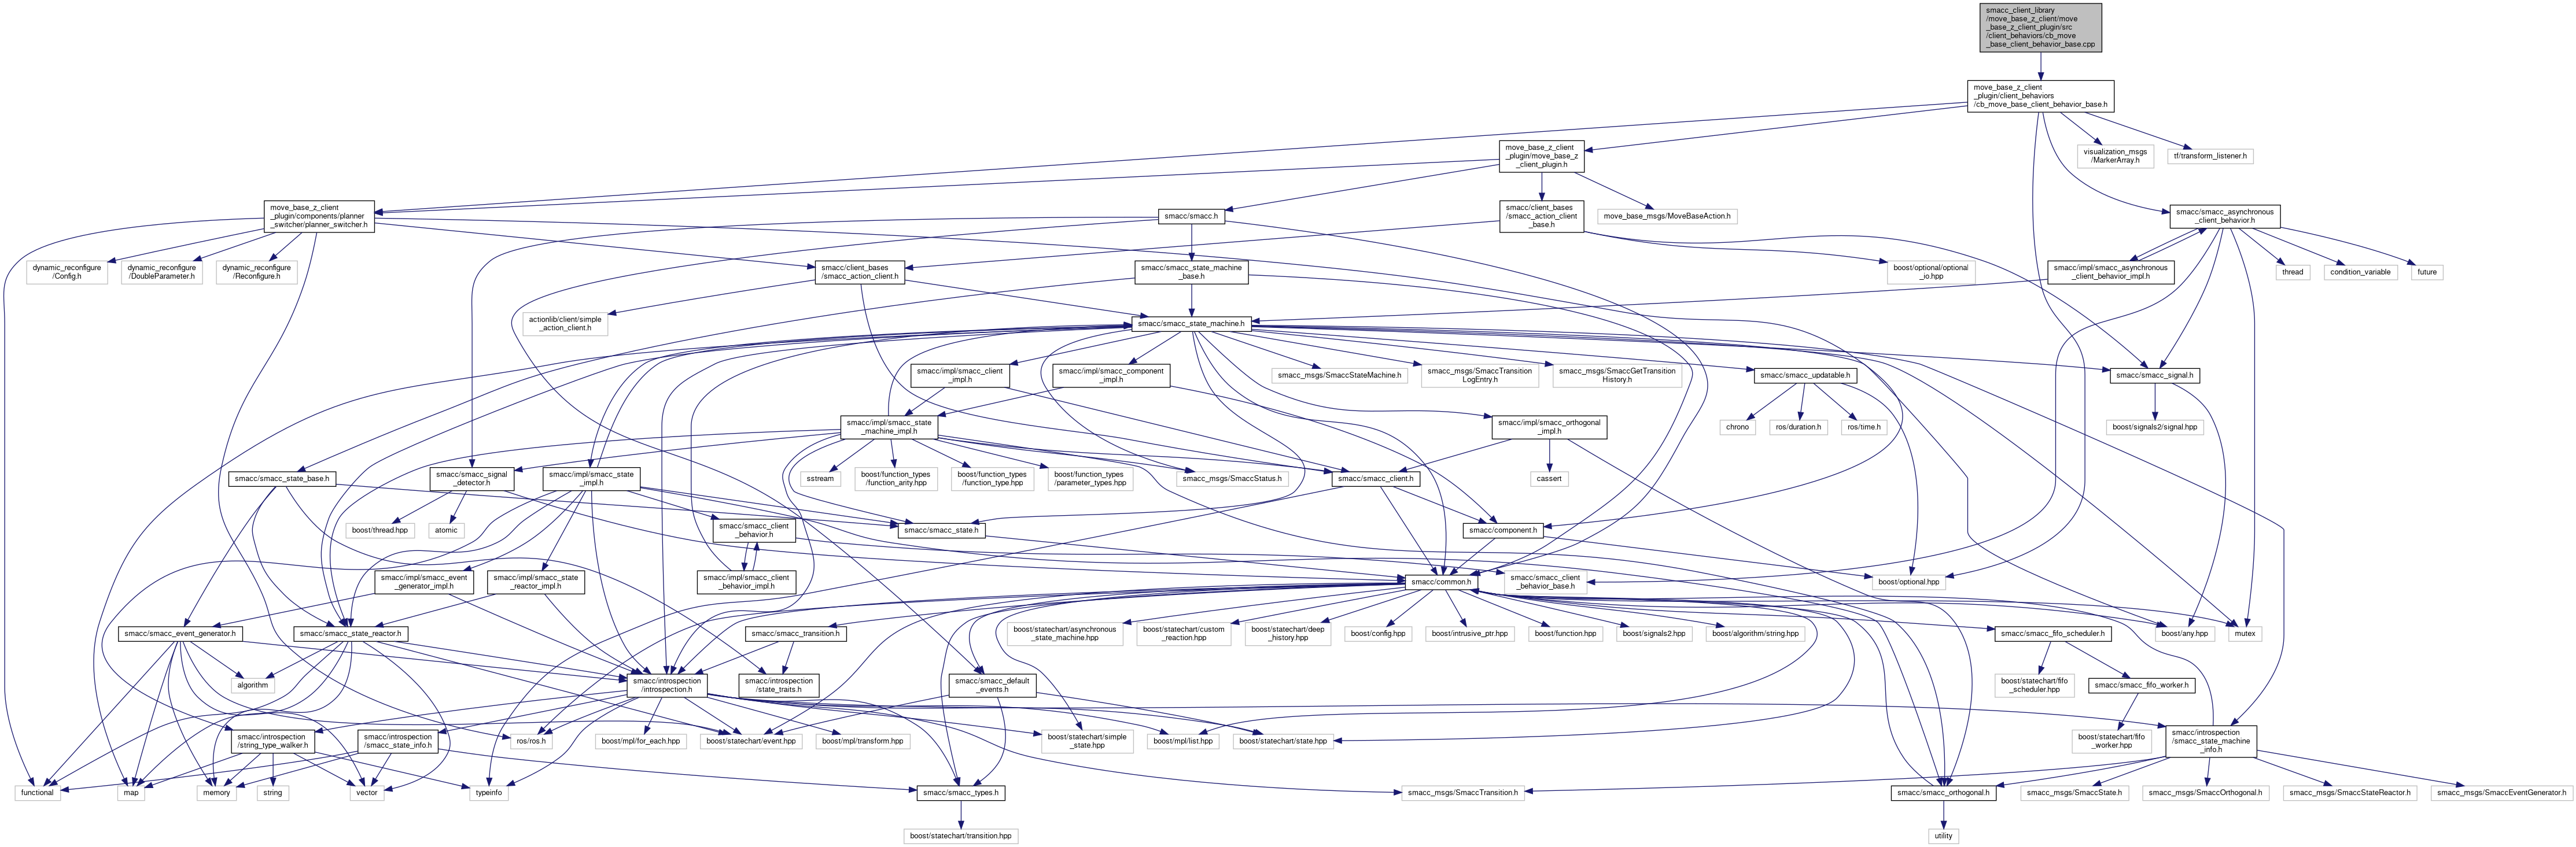 smacc_client_library
/move_base_z_client/move
_base_z_client_plugin/src
/client_behaviors/cb_move
_base_client_behavior_base.cpp
move_base_z_client
_plugin/client_behaviors
/cb_move_base_client_behavior_base.h
move_base_z_client
_plugin/move_base_z
_client_plugin.h
visualization_msgs
/MarkerArray.h
tf/transform_listener.h
move_base_z_client
_plugin/components/planner
_switcher/planner_switcher.h
smacc/smacc.h
smacc/client_bases
/smacc_action_client
_base.h
move_base_msgs/MoveBaseAction.h
smacc/smacc_asynchronous
_client_behavior.h
dynamic_reconfigure
/Config.h
dynamic_reconfigure
/DoubleParameter.h
dynamic_reconfigure
/Reconfigure.h
smacc/client_bases
/smacc_action_client.h
smacc/smacc_state_machine
_base.h
boost/optional/optional
_io.hpp
smacc/impl/smacc_asynchronous
_client_behavior_impl.h
thread
condition_variable
future
actionlib/client/simple
_action_client.h
smacc/smacc_state_machine.h
smacc/impl/smacc_client
_impl.h
smacc/impl/smacc_component
_impl.h
smacc_msgs/SmaccStateMachine.h
smacc_msgs/SmaccTransition
LogEntry.h
smacc_msgs/SmaccGetTransition
History.h
smacc/smacc_updatable.h
smacc/smacc_signal.h
smacc/impl/smacc_state
_machine_impl.h
smacc/impl/smacc_orthogonal
_impl.h
chrono
ros/duration.h
ros/time.h
boost/signals2/signal.hpp
smacc/smacc_state_base.h
smacc/smacc_signal
_detector.h
smacc/impl/smacc_state
_impl.h
sstream
boost/function_types
/function_arity.hpp
boost/function_types
/function_type.hpp
boost/function_types
/parameter_types.hpp
smacc_msgs/SmaccStatus.h
smacc/smacc_client.h
cassert
boost/thread.hpp
atomic
smacc/smacc_client
_behavior.h
smacc/smacc_state.h
smacc/component.h
smacc/impl/smacc_event
_generator_impl.h
smacc/impl/smacc_state
_reactor_impl.h
smacc/impl/smacc_client
_behavior_impl.h
smacc/common.h
smacc/smacc_client
_behavior_base.h
boost/optional.hpp
smacc/smacc_event_generator.h
smacc/smacc_state_reactor.h
smacc/smacc_transition.h
boost/statechart/asynchronous
_state_machine.hpp
boost/statechart/custom
_reaction.hpp
boost/statechart/deep
_history.hpp
boost/config.hpp
boost/intrusive_ptr.hpp
boost/function.hpp
boost/signals2.hpp
boost/algorithm/string.hpp
smacc/smacc_fifo_scheduler.h
boost/any.hpp
mutex
algorithm
smacc/introspection
/introspection.h
smacc/introspection
/state_traits.h
smacc/smacc_default
_events.h
boost/statechart/fifo
_scheduler.hpp
smacc/smacc_fifo_worker.h
smacc/introspection
/string_type_walker.h
smacc/introspection
/smacc_state_info.h
ros/ros.h
boost/mpl/for_each.hpp
boost/statechart/event.hpp
boost/mpl/transform.hpp
boost/statechart/simple
_state.hpp
boost/mpl/list.hpp
boost/statechart/state.hpp
boost/statechart/fifo
_worker.hpp
smacc/introspection
/smacc_state_machine
_info.h
functional
map
memory
string
vector
typeinfo
smacc/smacc_types.h
smacc_msgs/SmaccTransition.h
smacc/smacc_orthogonal.h
smacc_msgs/SmaccState.h
smacc_msgs/SmaccOrthogonal.h
smacc_msgs/SmaccStateReactor.h
smacc_msgs/SmaccEventGenerator.h
boost/statechart/transition.hpp
utility